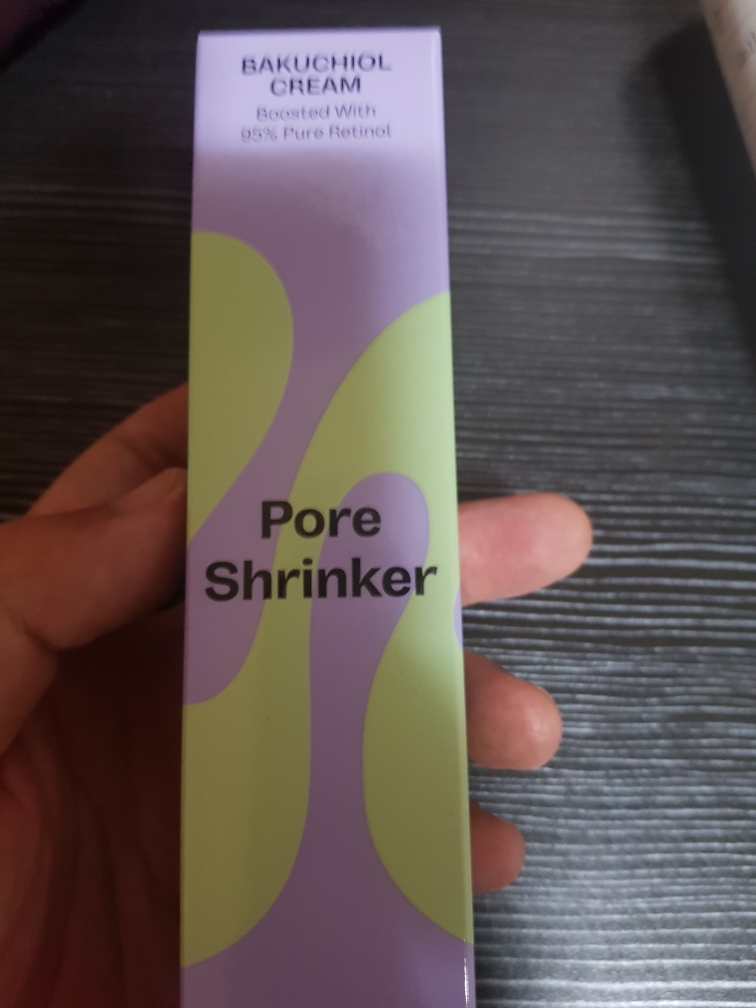 BAKUCHIOL
CREAM
Boosted With
95% Pure Retinol
Pore
Shrinker